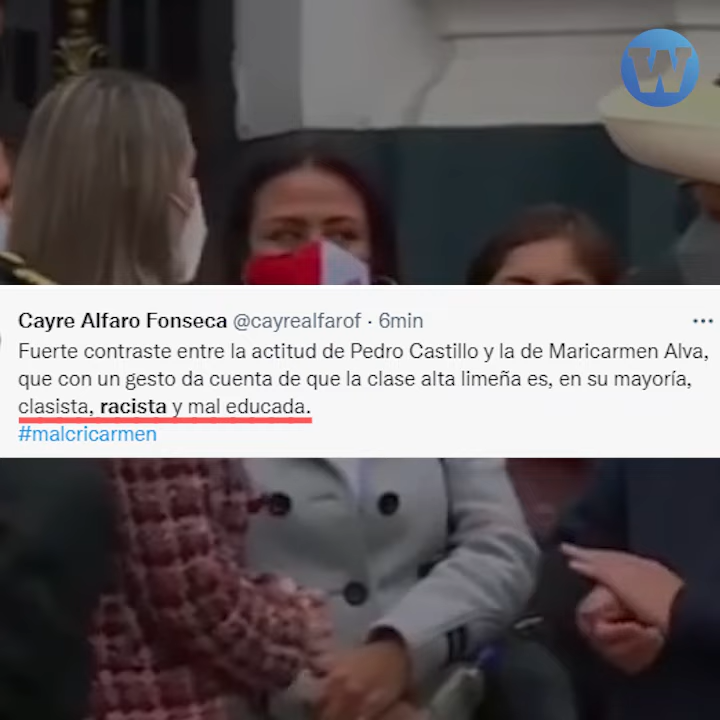 W
Cayre Alfaro Fonseca @cayrealfarof · 6min
Fuerte contraste entre la actitud de Pedro Castillo y la de Maricarmen Alva,
que con un gesto da cuenta de que la clase alta limeña es, en su mayoría,
clasista, racista y mal educada.
#malcricarmen